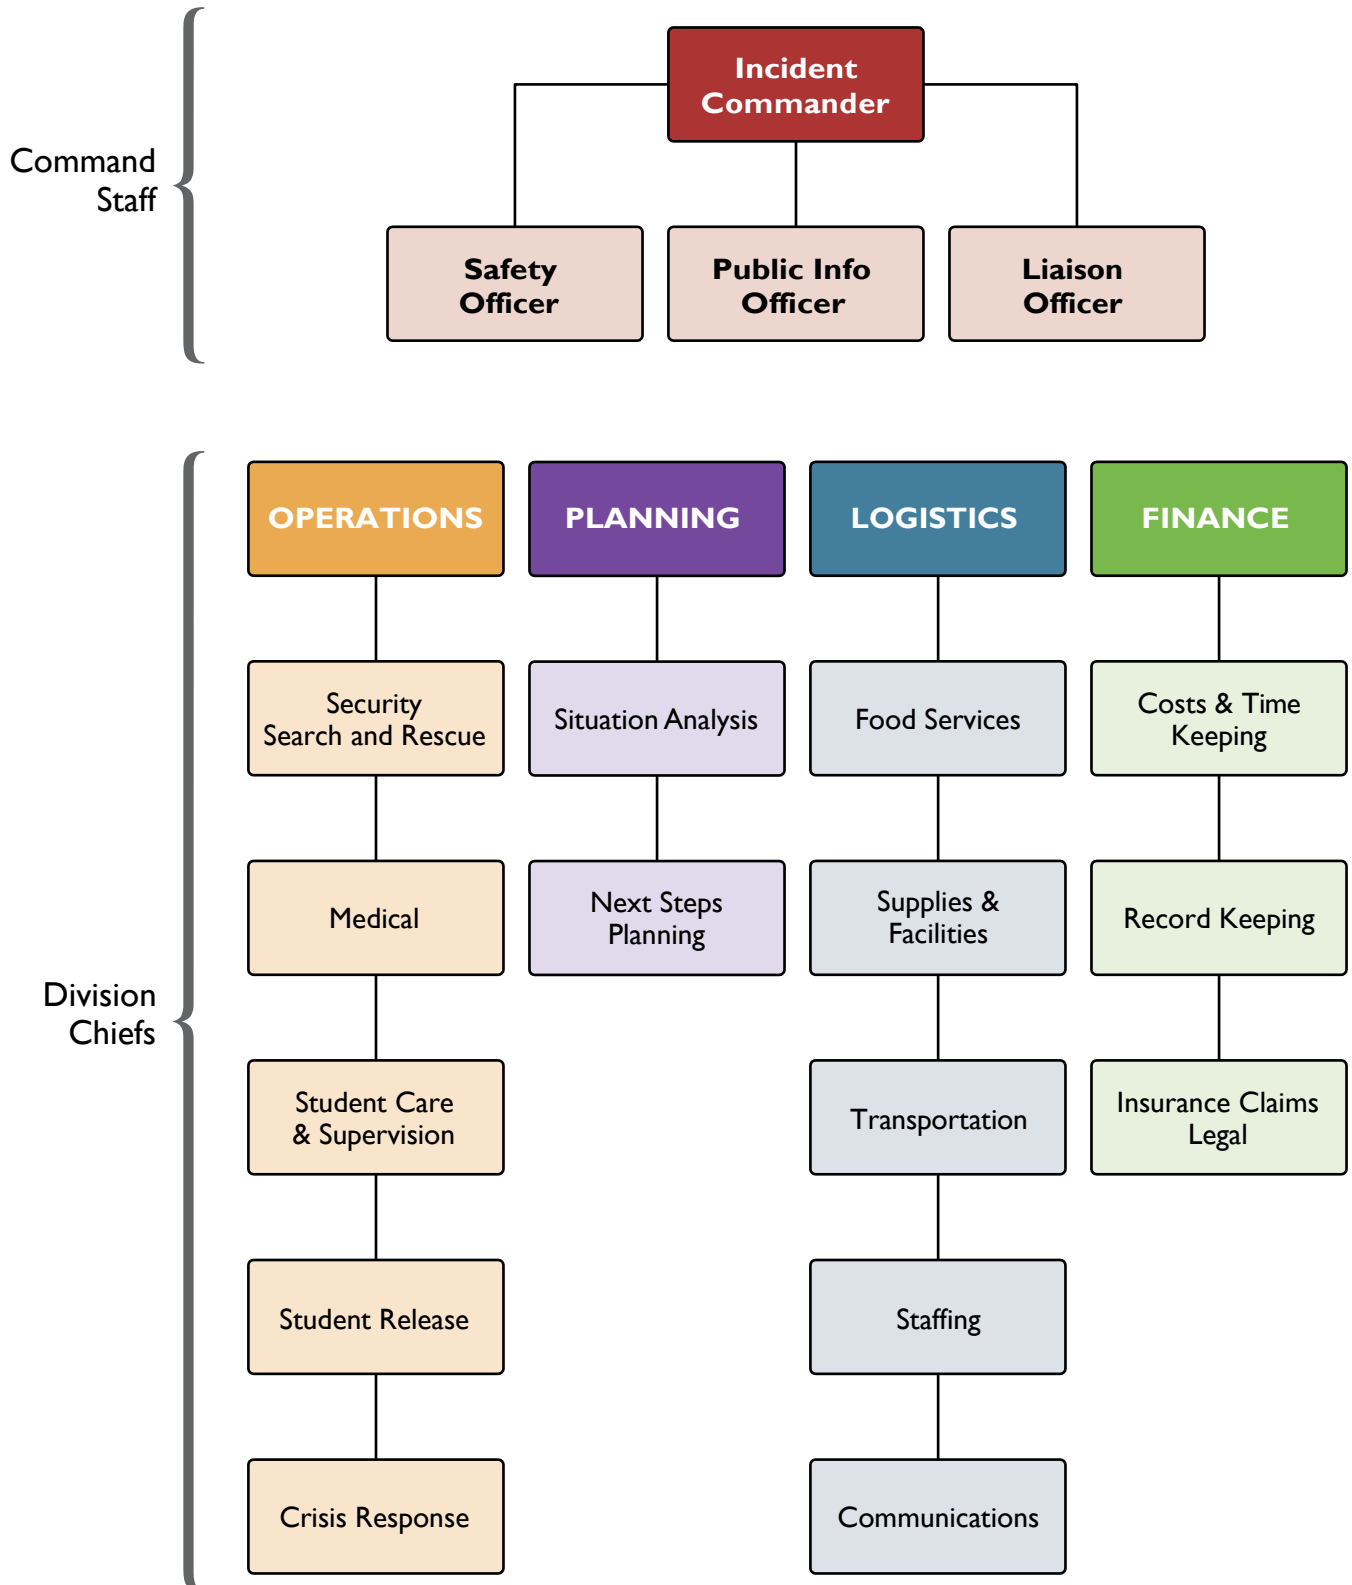 Command
Staff
Incident
Commander
Safety
Officer
Public Info
Officer
Liaison
Officer
Division
Chiefs
OPERATIONS
Security
Search and Rescue
Medical
Student Care
& Supervision
Student Release
Crisis Response
PLANNING
Situation Analysis
Next Steps
Planning
LOGISTICS
Food Services
Supplies &
Facilities
Transportation
Staffing
Communications
FINANCE
Costs & Time
Keeping
Record Keeping
Insurance Claims
Legal